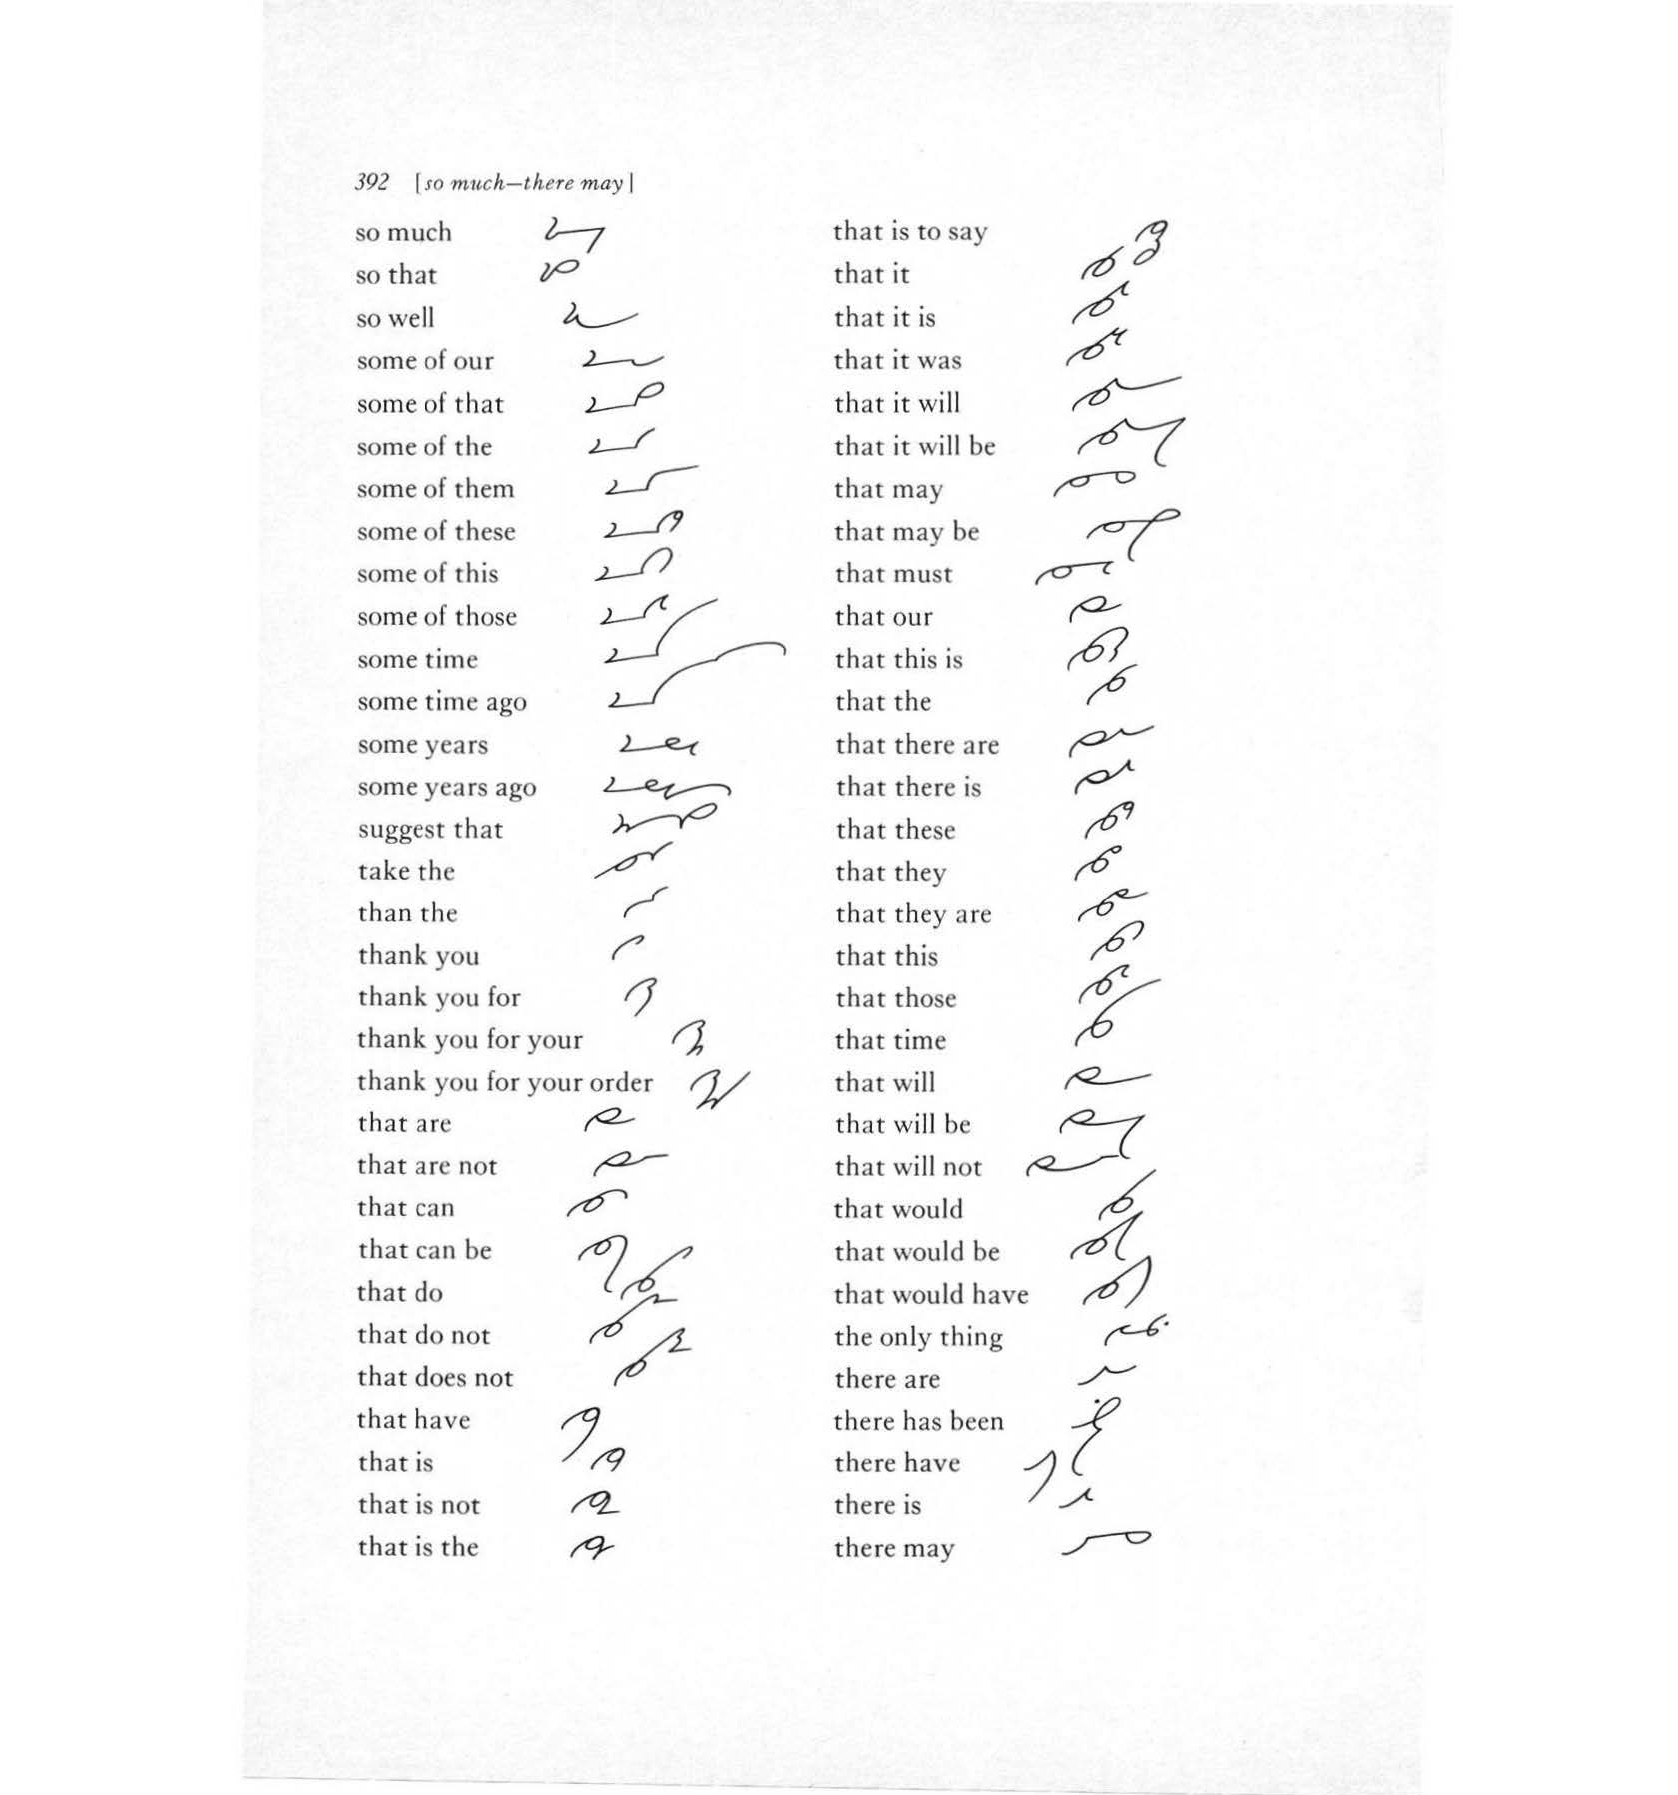 392 [so much—there may]
so much
so that
so well
some of our
some of that
some of the
some of them
some of these
some of this
some of those
some time
some time ago
some years
some years ago
suggest that
take the
than the
thank you
thank you for
thank you for your
thank you for your order
that are
that are not
that can
that can be
that do
that do not
that does not
that have
that is
that is not
that is the
that is to say
that it
that it is
that it was
that it will
that it will be
that may
that may be
that must
that our
that this is
that the
that there are
that there is
that these
that they
that they are
that this
that those
that time
that will
that will be
that will not
that would
that would be
that would have
the only thing
there are
there has been
there have
there is
there may